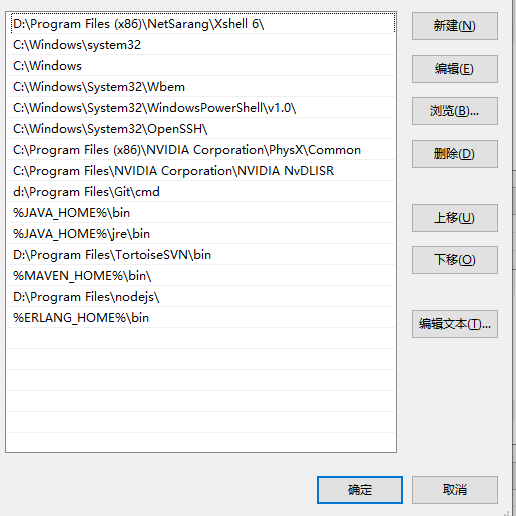 D:\Program Files (x86)\NetSarang\Xshell 6\
C:\Windows\system32
C:\Windows
C:\Windows\System32\Wbem
C:\Windows\System32\WindowsPowerShell\v1.0\
C:\Windows\System32\OpenSSH\
C:\Program Files (x86)\NVIDIA Corporation\PhysX\Common
C:\Program Files\NVIDIA Corporation\NVIDIA NvDLISR
d:\Program Files\Git\cmd
%JAVA_HOME%\bin
%JAVA_HOME%\jre\bin
D:\Program Files\TortoiseSVN\bin
%MAVEN_HOME%\bin\
D:\Program Files\nodejs\
%ERLANG_HOME%\bin
新建(N)
编辑(E)
浏览(B)...
删除(D)
上移(U)
下移(O)
编辑文本(T)...
确定
取消